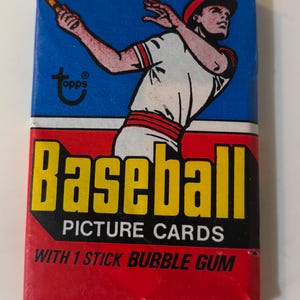 topps®
Baseball
PICTURE CARDS
WITH 1 STICK BUBBLE GUM